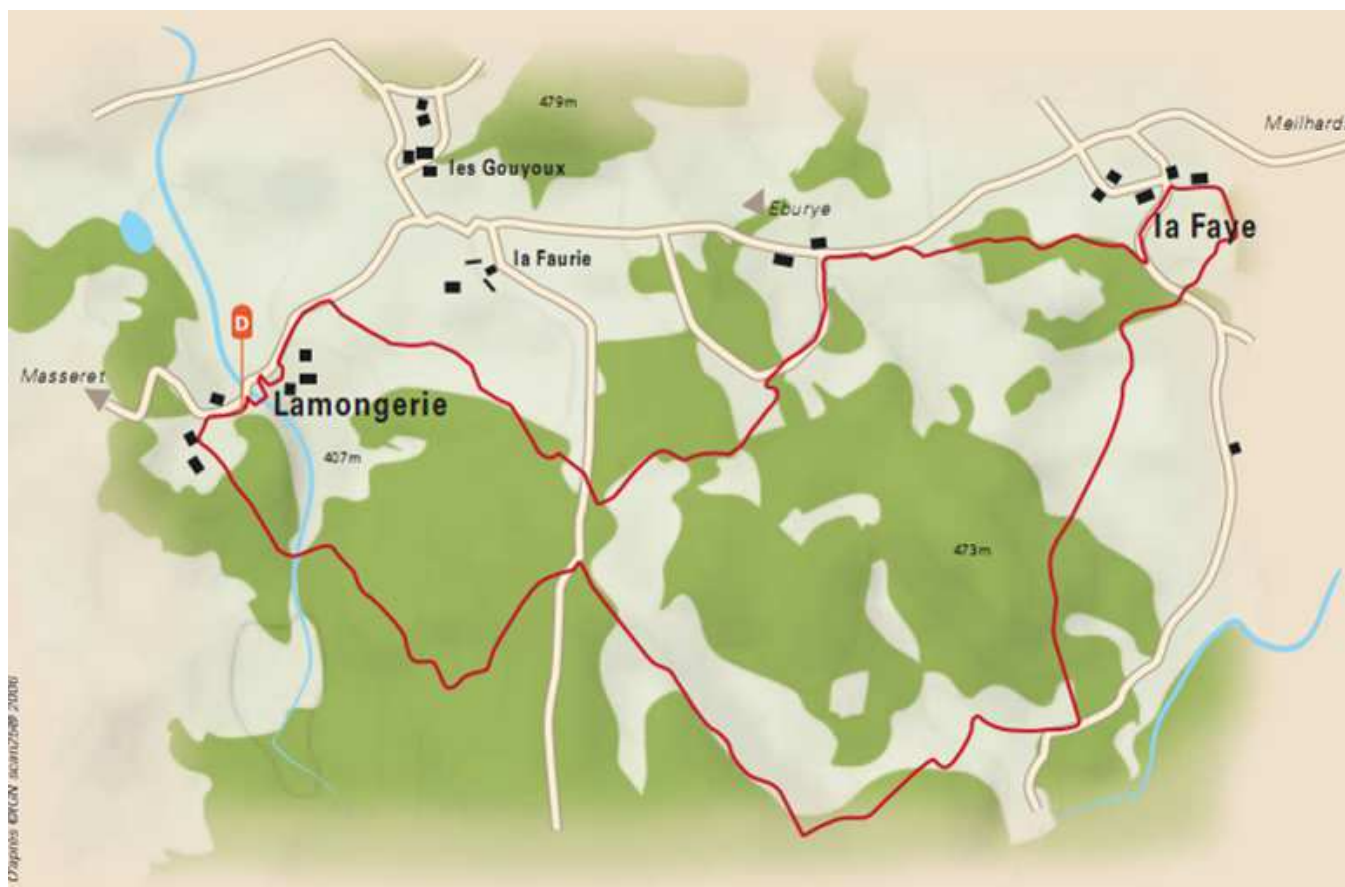 479m
Meilhards
les Gouyoux
Eburye
la Faye
la Faurie
D
Masseret
Lamongerie
407m
473m
D'après ©IGN scan25® 2006